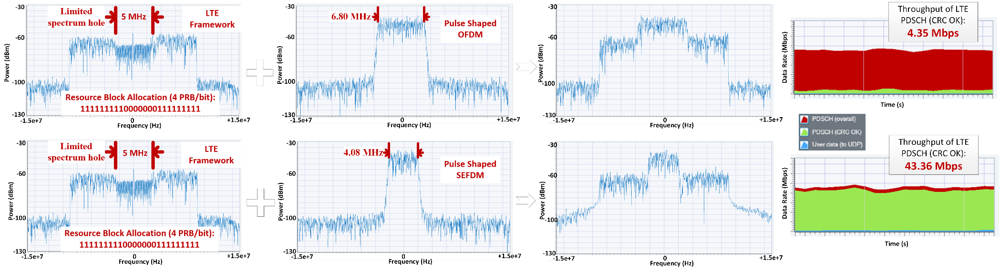 -30
Limited
spectrum hole
5 MHz
LTE
Framework
-60
-100
Resource Block Allocation (4 PRB/bit):
1111111110000000111111111
-130
-1.5e+7
0
+1.5e+7
Frequency (Hz)
Power (dBm)
-30
6.80 MHz
Pulse Shaped
OFDM
-60
-100
-130
-1.5e+7
0
+1.5e+7
Frequency (Hz)
Power (dBm)
-30
-60
-100
-130
-1.5e+7
0
+1.5e+7
Frequency (Hz)
Power (dBm)
Throughput of LTE
PDSCH (CRC OK):
4.35 Mbps
Data Rate (Mbps)
Time (s)
PDSCH (overall)
PDSCH (CRC OK)
User data (to UDP)
-30
Limited
spectrum hole
5 MHz
LTE
Framework
-60
-100
Resource Block Allocation (4 PRB/bit):
1111111110000000111111111
-130
-1.5e+7
0
+1.5e+7
Frequency (Hz)
Power (dBm)
-30
4.08 MHz
Pulse Shaped
SEFDM
-60
-100
-130
-1.5e+7
0
+1.5e+7
Frequency (Hz)
Power (dBm)
-30
-60
-100
-130
-1.5e+7
0
+1.5e+7
Frequency (Hz)
Power (dBm)
Throughput of LTE
PDSCH (CRC OK):
43.36 Mbps
Data Rate (Mbps)
Time (s)